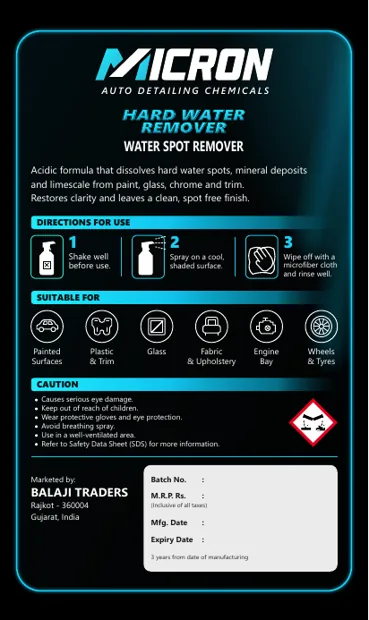 MICRON
AUTO DETAILING CHEMICALS
HARD WATER
REMOVER
WATER SPOT REMOVER
Acidic formula that dissolves hard water spots, mineral deposits
and limescale from paint, glass, chrome and trim.
Restores clarity and leaves a clean, spot free finish.
DIRECTIONS FOR USE
1
Shake well
before use.
2
Spray on a cool,
shaded surface.
3
Wipe off with a
microfiber cloth
and rinse well.
SUITABLE FOR
Painted
Surfaces
Plastic
& Trim
Glass
Fabric
& Upholstery
Engine
Bay
Wheels
& Tyres
CAUTION
• Causes serious eye damage.
• Keep out of reach of children.
• Wear protective gloves and eye protection.
• Avoid breathing spray.
• Use in a well-ventilated area.
• Refer to Safety Data Sheet (SDS) for more information.
Marketed by:
BALAJI TRADERS
Rajkot - 360004
Gujarat, India
Batch No. :
M.R.P. Rs. :
(Inclusive of all taxes)
Mfg. Date :
Expiry Date :
3 years from date of manufacturing